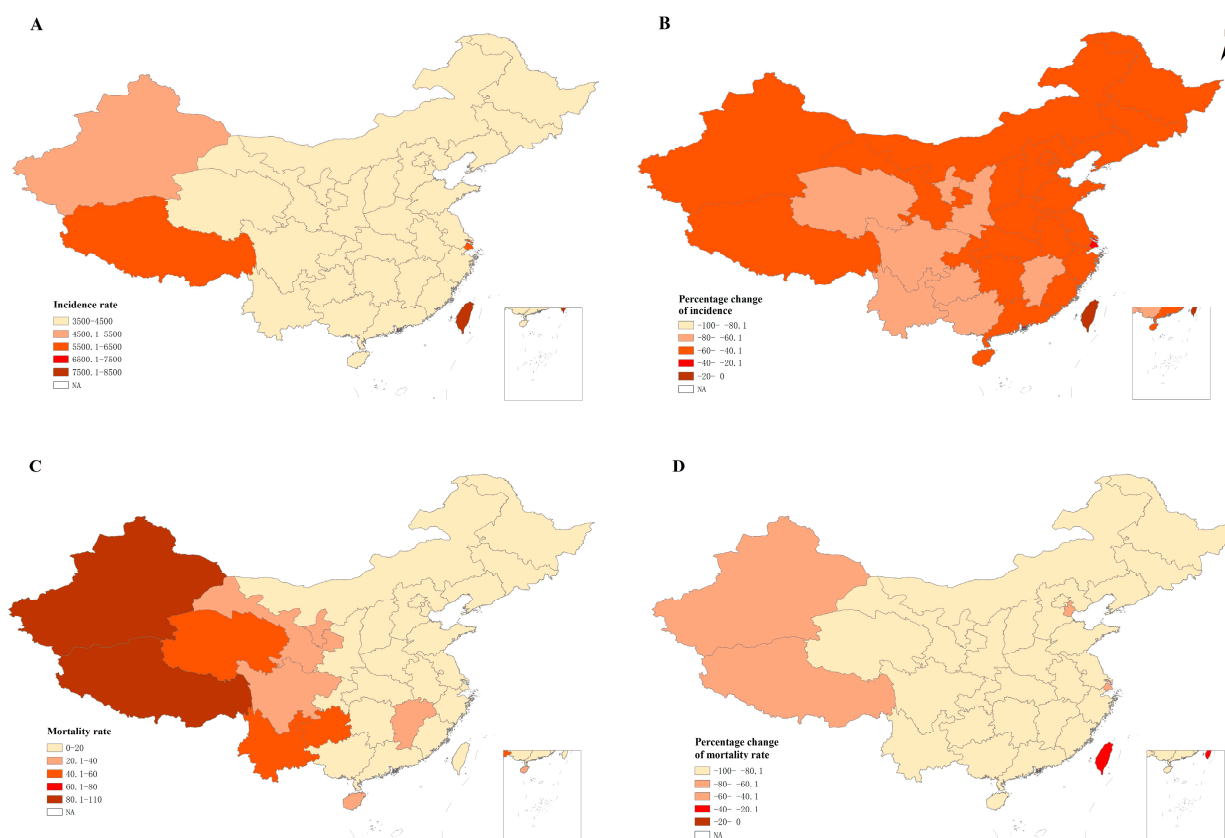 A
Incidence rate
3500-4500
4500.1-5500
5500.1-6500
6500.1-7500
7500.1-8500
NA
B
Percentage change
of incidence
-100- -80.1
-80- -60.1
-60- -40.1
-40- -20.1
-20- 0
NA
C
Mortality rate
0-20
20.1-40
40.1-60
60.1-80
80.1-110
NA
D
Percentage change
of mortality rate
-100- -80.1
-80- -60.1
-60- -40.1
-40- -20.1
-20- 0
NA